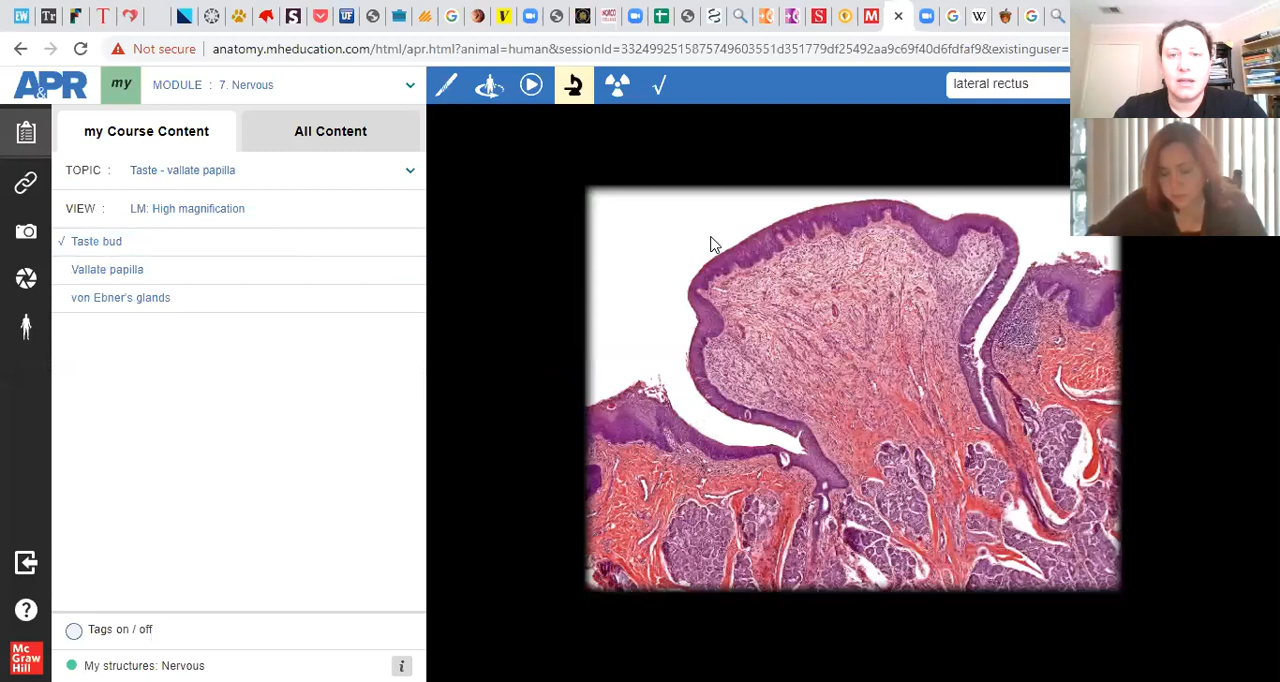 Not secure
anatomy.mheducation.com/html/apr.html?animal=human&sessionId=3324992515875749603551d351779df25492aa9c69f40d6fdfaf9&existinguser=
A&PR
my
MODULE : 7. Nervous
lateral rectus
my Course Content
All Content
TOPIC : Taste - vallate papilla
VIEW : LM: High magnification
√ Taste bud
Vallate papilla
von Ebner's glands
Tags on / off
My structures: Nervous
i
?
Mc
Graw
Hill